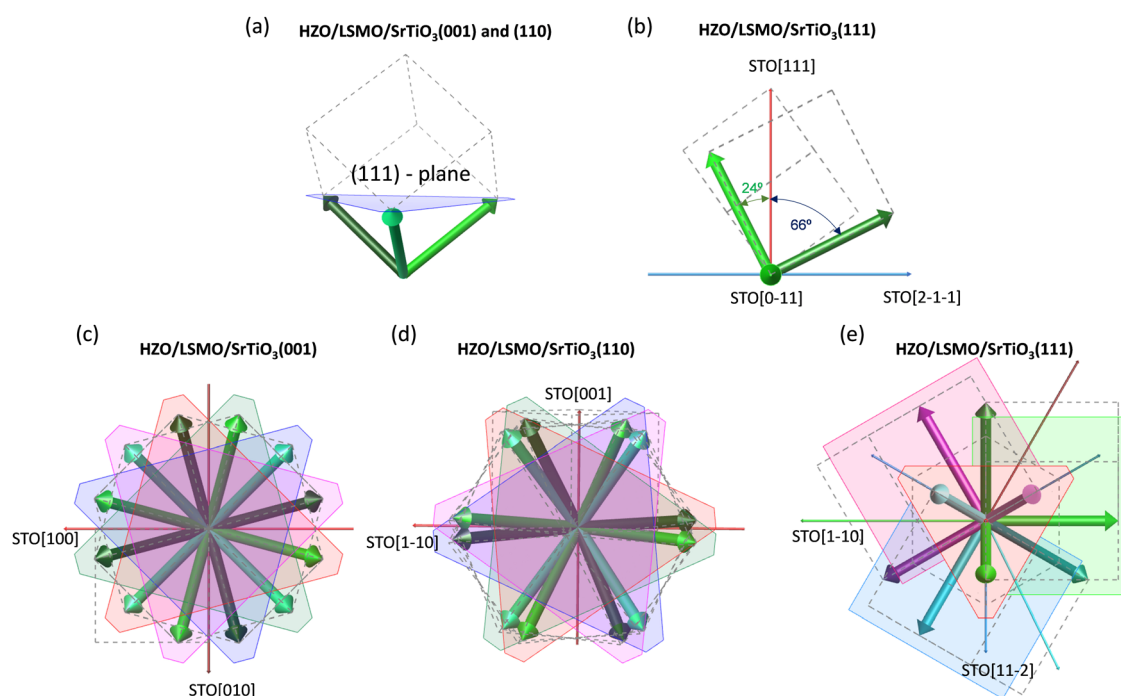 (a)
HZO/LSMO/SrTiO₃(001) and (110)
(111) - plane
(b)
HZO/LSMO/SrTiO₃(111)
STO[111]
24º
66º
STO[0-11]
STO[2-1-1]
(c)
HZO/LSMO/SrTiO₃(001)
STO[100]
STO[010]
(d)
HZO/LSMO/SrTiO₃(110)
STO[001]
STO[1-10]
(e)
HZO/LSMO/SrTiO₃(111)
STO[1-10]
STO[11-2]